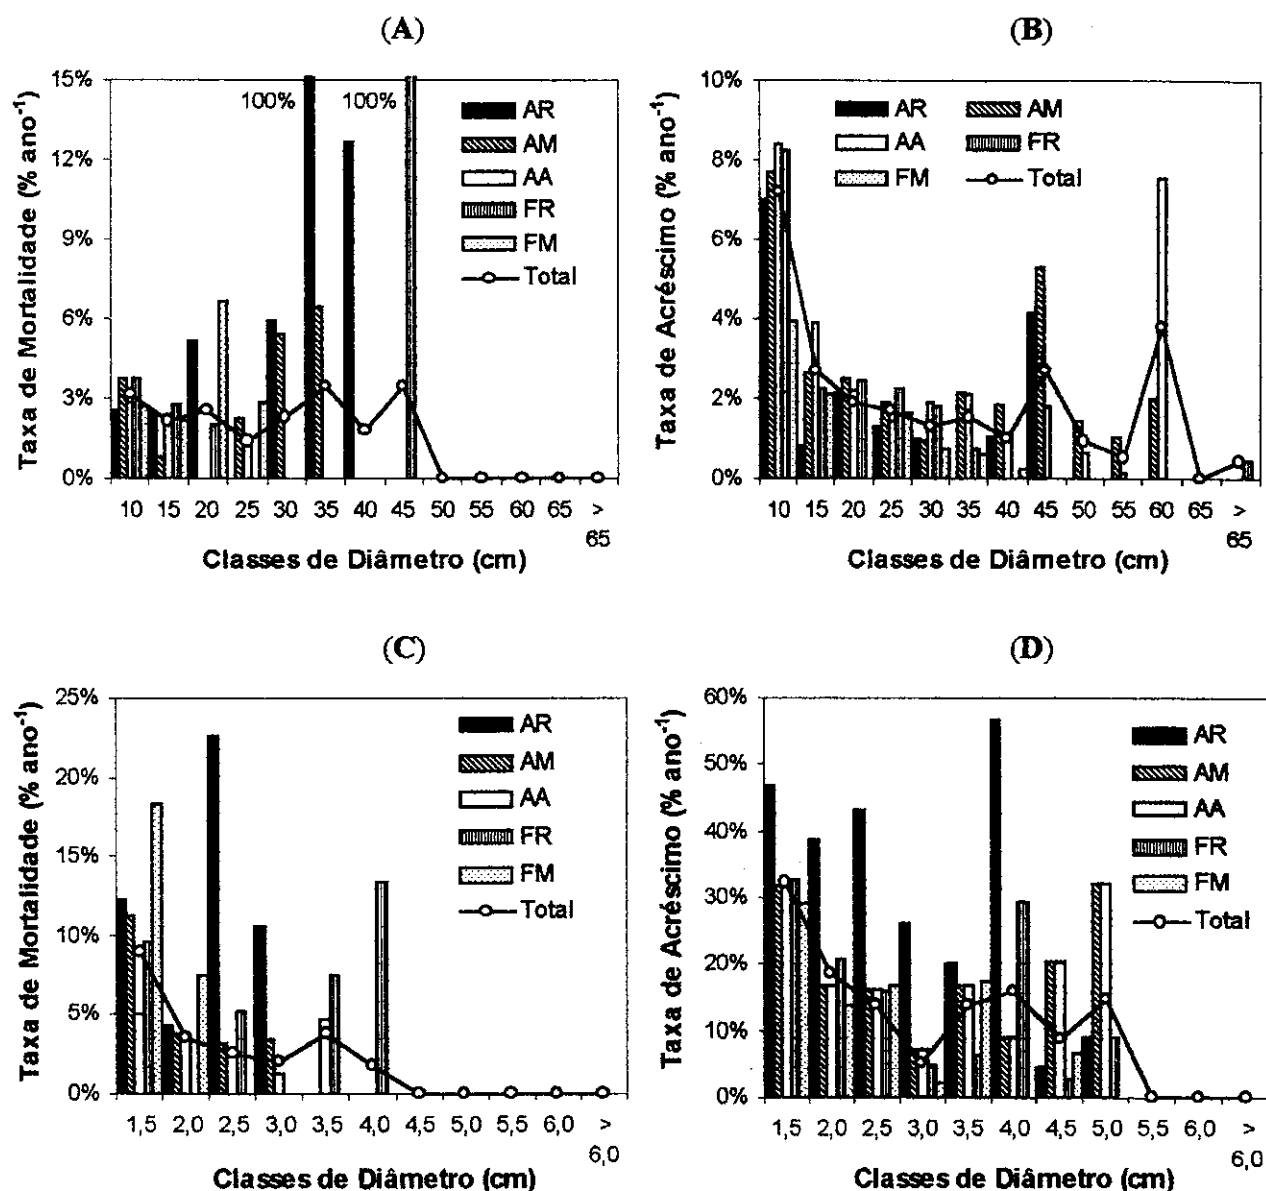 (A)
Taxa de Mortalidade (% ano-1)
15%
12%
9%
6%
3%
0%
100%
100%
AR
AM
AA
FR
FM
Total
10 15 20 25 30 35 40 45 50 55 60 65 >
65
Classes de Diâmetro (cm)
(B)
Taxa de Acréscimo (% ano-1)
10%
8%
6%
4%
2%
0%
AR AM
AA FR
FM Total
10 15 20 25 30 35 40 45 50 55 60 65 >
65
Classes de Diâmetro (cm)
(C)
Taxa de Mortalidade (% ano-1)
25%
20%
15%
10%
5%
0%
AR
AM
AA
FR
FM
Total
1,5 2,0 2,5 3,0 3,5 4,0 4,5 5,0 5,5 6,0 >
6,0
Classes de Diâmetro (cm)
(D)
Taxa de Acréscimo (% ano-1)
60%
50%
40%
30%
20%
10%
0%
AR
AM
AA
FR
FM
Total
1,5 2,0 2,5 3,0 3,5 4,0 4,5 5,0 5,5 6,0 >
6,0
Classes de Diâmetro (cm)